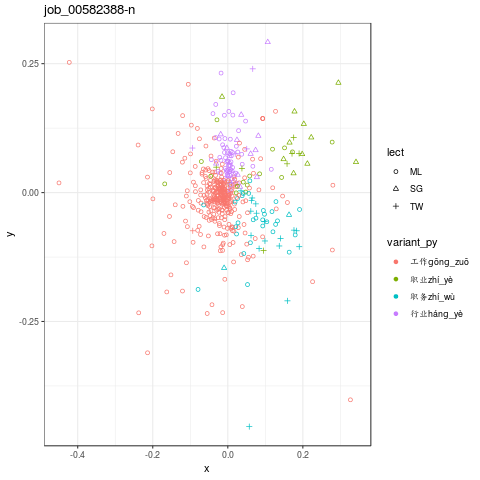 job_00582388-n
0.25
0.00
-0.25
y
-0.4
-0.2
0.0
0.2
x
lect
ML
SG
TW
variant_py
工作gōng_zuō
职业zhí_yè
职务zhí_wù
行业háng_yè